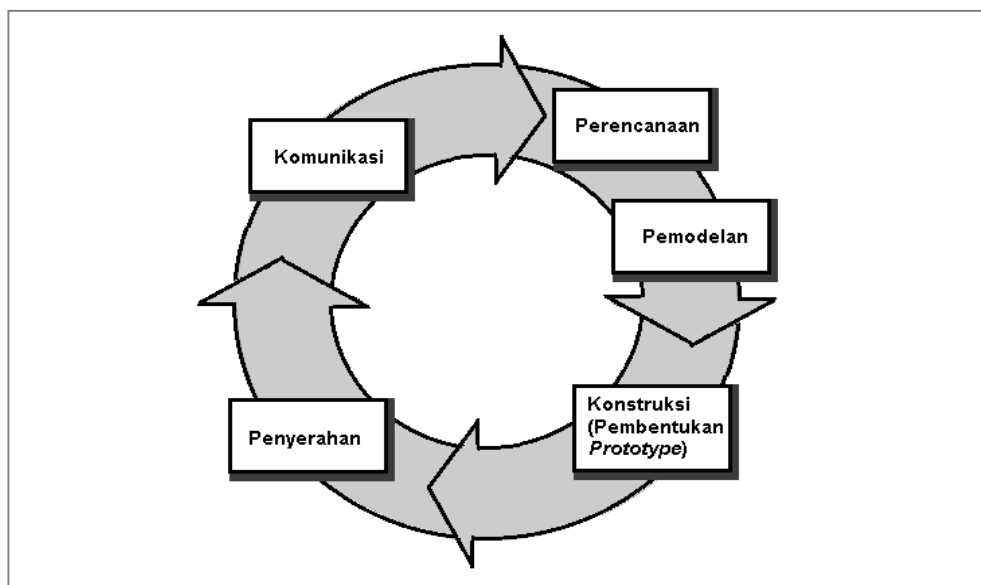 Komunikasi
Perencanaan
Pemodelan
Konstruksi
(Pembentukan
Prototype)
Penyerahan